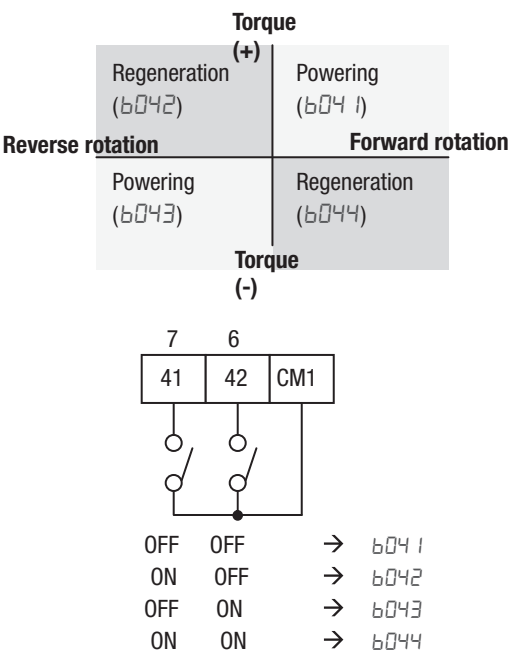 Torque
(+)
Regeneration
(b042)
Powering
(b041)
Reverse rotation
Forward rotation
Powering
(b043)
Regeneration
(b044)
Torque
(-)
7 6
41 42 CM1
OFF OFF → b041
ON OFF → b042
OFF ON → b043
ON ON → b044